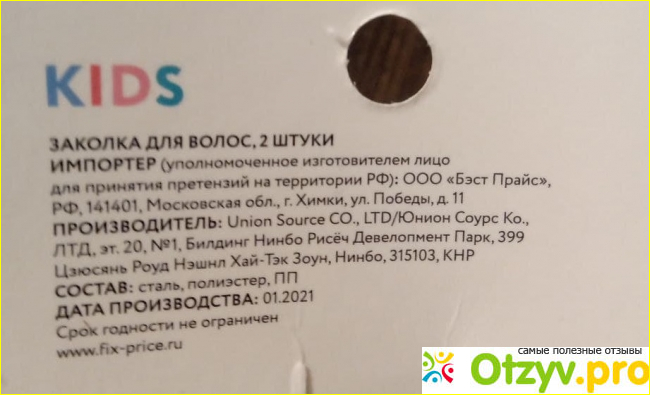 KIDS
ЗАКОЛКА ДЛЯ ВОЛОС, 2 ШТУКИ
ИМПОРТЕР (уполномоченное изготовителем лицо
для принятия претензий на территории РФ): ООО «Бэст Прайс»,
РФ, 141401, Московская обл., г. Химки, ул. Победы, д. 11
ПРОИЗВОДИТЕЛЬ: Union Source CO., LTD/Юнион Соурс Ко.,
ЛТД, эт. 20, №1, Билдинг Нинбо Рисёч Девелопмент Парк, 399
Цзюсянь Роуд Нэшнл Хай-Тэк Зоун, Нинбо, 315103, КНР
СОСТАВ: сталь, полиэстер, ПП
ДАТА ПРОИЗВОДСТВА: 01.2021
Срок годности не ограничен
www.fix-price.ru
самые полезные отзывы
Otzyv.pro